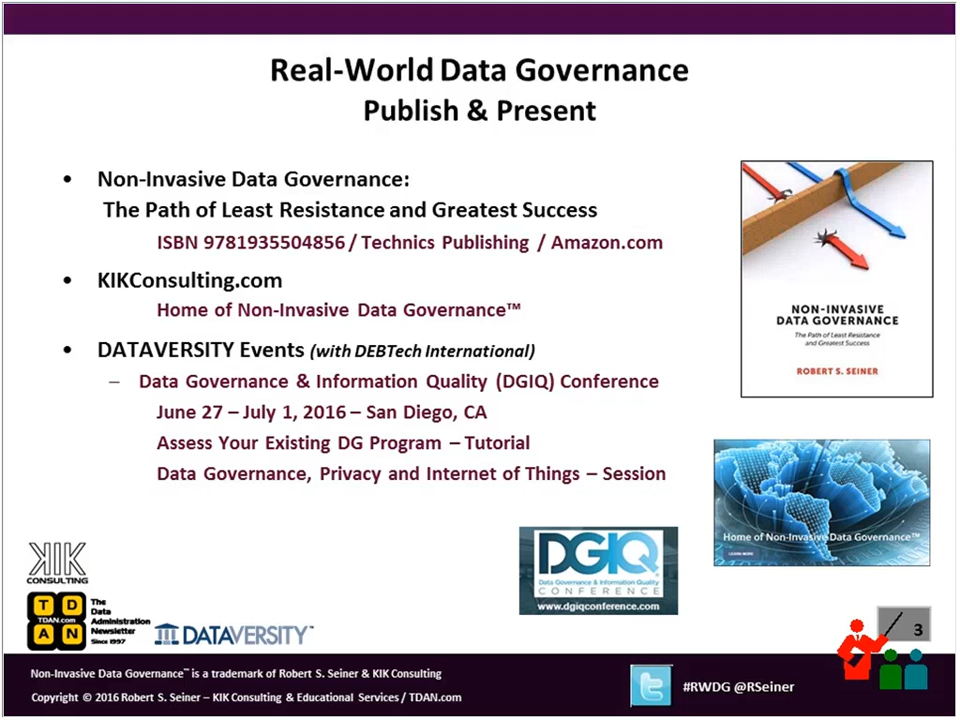 Real-World Data Governance
Publish & Present
• Non-Invasive Data Governance:
The Path of Least Resistance and Greatest Success
ISBN 9781935504856 / Technics Publishing / Amazon.com
• KIKConsulting.com
Home of Non-Invasive Data Governance™
• DATAVERSITY Events (with DEBTech International)
– Data Governance & Information Quality (DGIQ) Conference
June 27 – July 1, 2016 – San Diego, CA
Assess Your Existing DG Program – Tutorial
Data Governance, Privacy and Internet of Things – Session
NON-INVASIVE
DATA GOVERNANCE
The Path of Least Resistance
and Greatest Success
ROBERT S. SEINER
Home of Non-Invasive Data Governance™
LEARN MORE
DGIQ
Data Governance & Information Quality
CONFERENCE
www.dgiqconference.com
KIK
CONSULTING
T D
TDAN.com
A N
The
Data
Administration
Newsletter
Since 1997
DATAVERSITY™
3
Non-Invasive Data Governance™ is a trademark of Robert S. Seiner & KIK Consulting
Copyright © 2016 Robert S. Seiner – KIK Consulting & Educational Services / TDAN.com
#RWDG @RSeiner